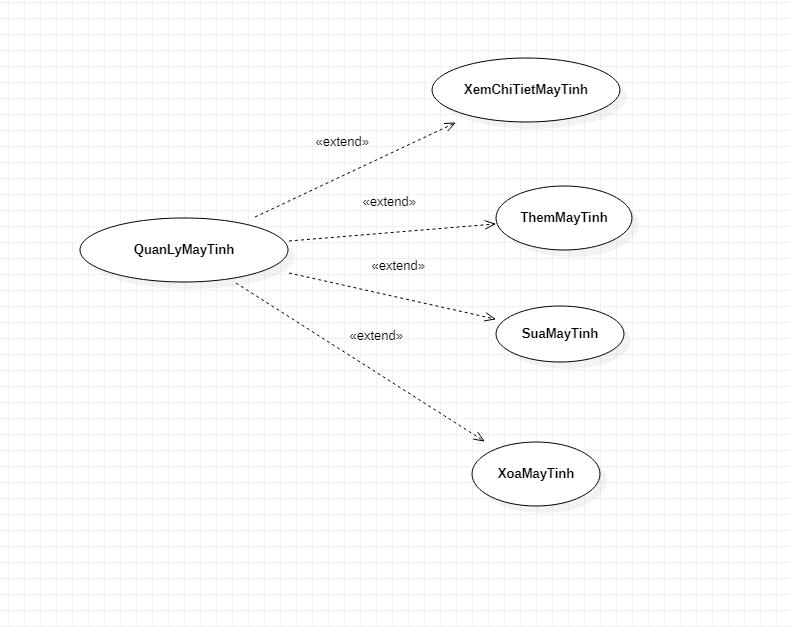 XemChiTietMayTinh
«extend»
«extend»
ThemMayTinh
QuanLyMayTinh
«extend»
SuaMayTinh
«extend»
XoaMayTinh